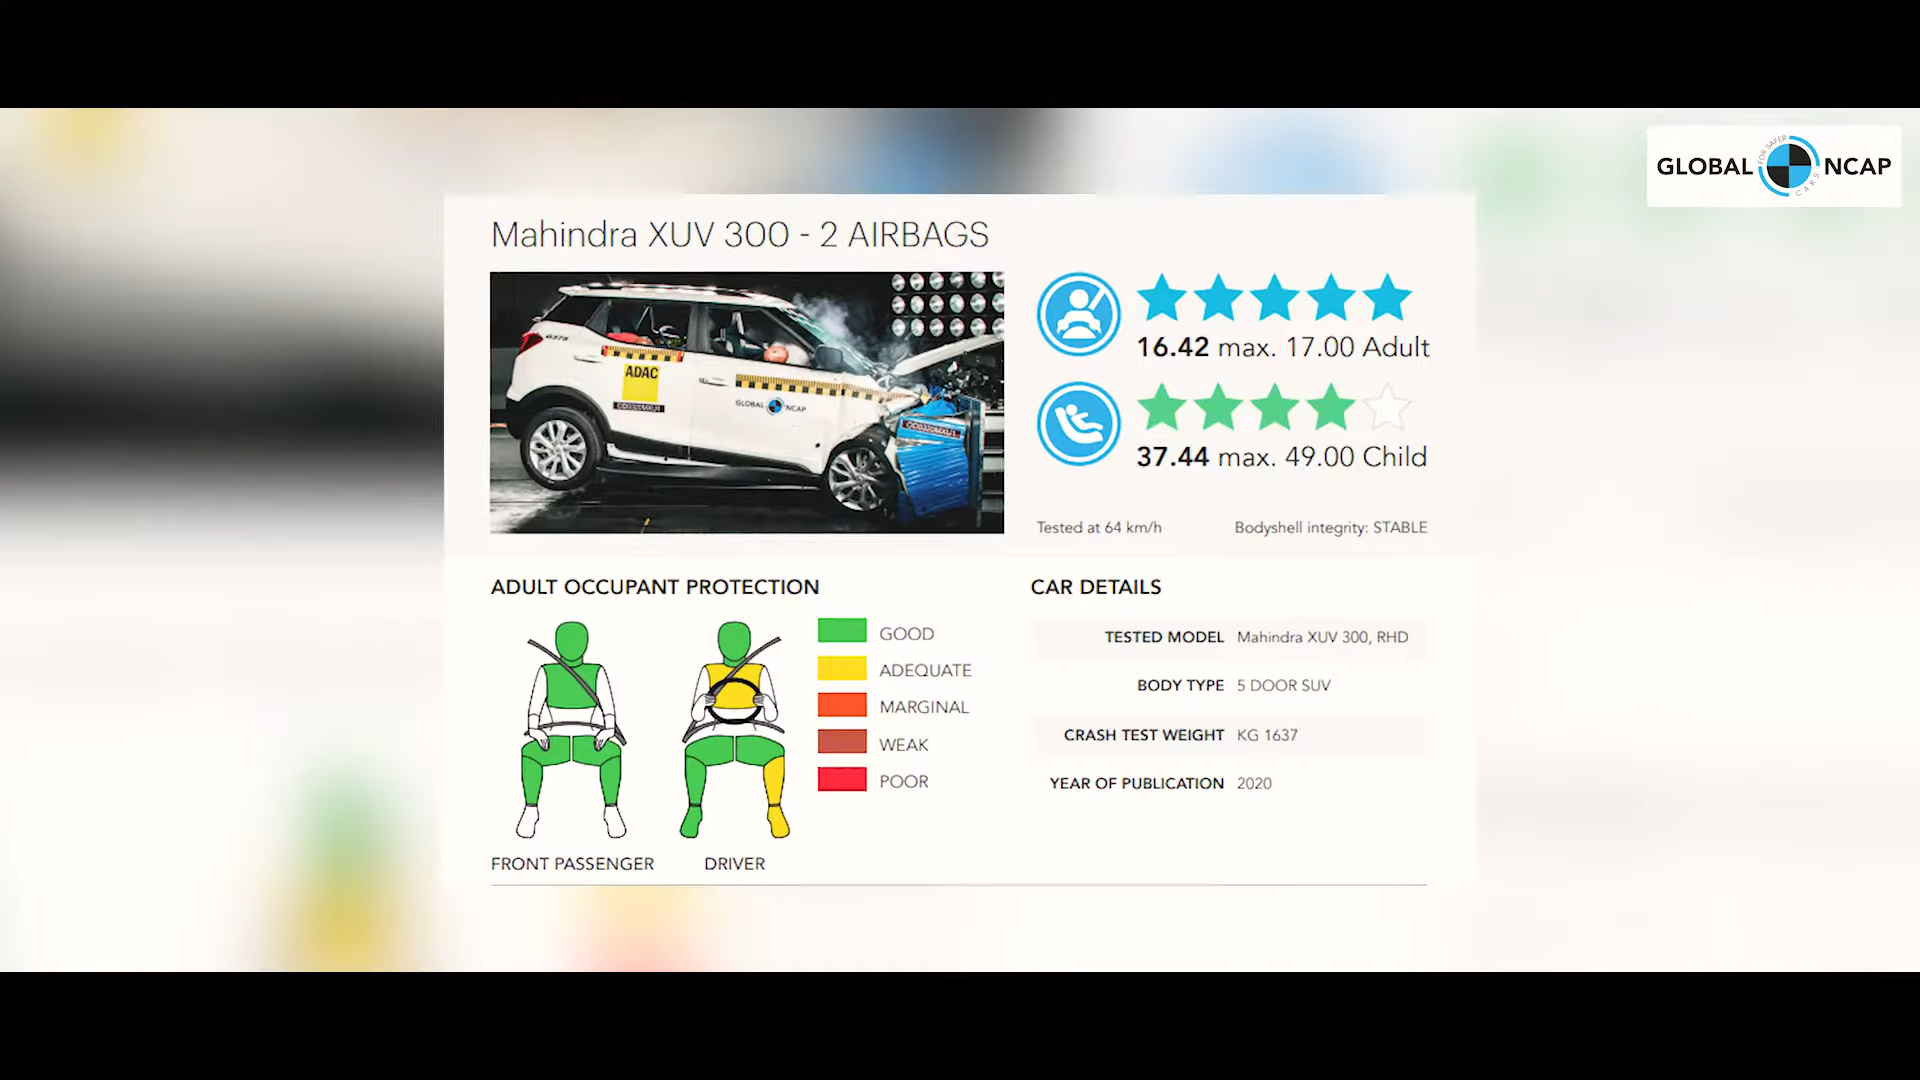 GLOBAL NCAP
FOR SAFER CARS
Mahindra XUV 300 - 2 AIRBAGS
ADAC
GLOBAL NCAP
16.42 max. 17.00 Adult
37.44 max. 49.00 Child
Tested at 64 km/h
Bodyshell integrity: STABLE
ADULT OCCUPANT PROTECTION
GOOD
ADEQUATE
MARGINAL
WEAK
POOR
FRONT PASSENGER
DRIVER
CAR DETAILS
TESTED MODEL Mahindra XUV 300, RHD
BODY TYPE 5 DOOR SUV
CRASH TEST WEIGHT KG 1637
YEAR OF PUBLICATION 2020